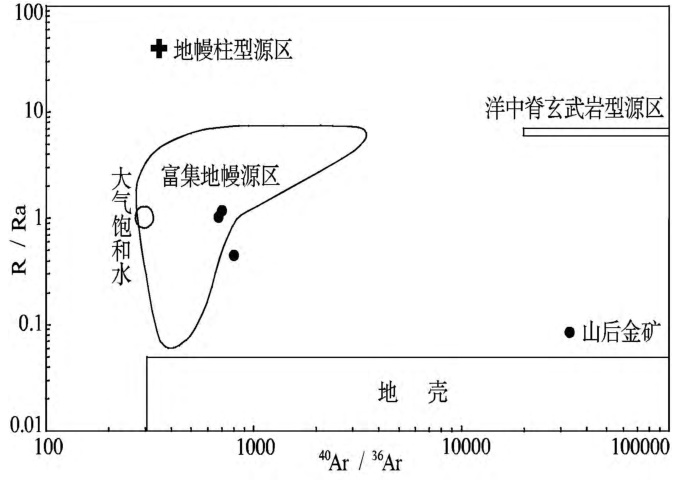 100
地幔柱型源区
10
洋中脊玄武岩型源区
富集地幔源区
大气饱和水
1
R / Ra
0.1
山后金矿
地 壳
0.01
100
1000
10000
100000
⁴⁰Ar / ³⁶Ar